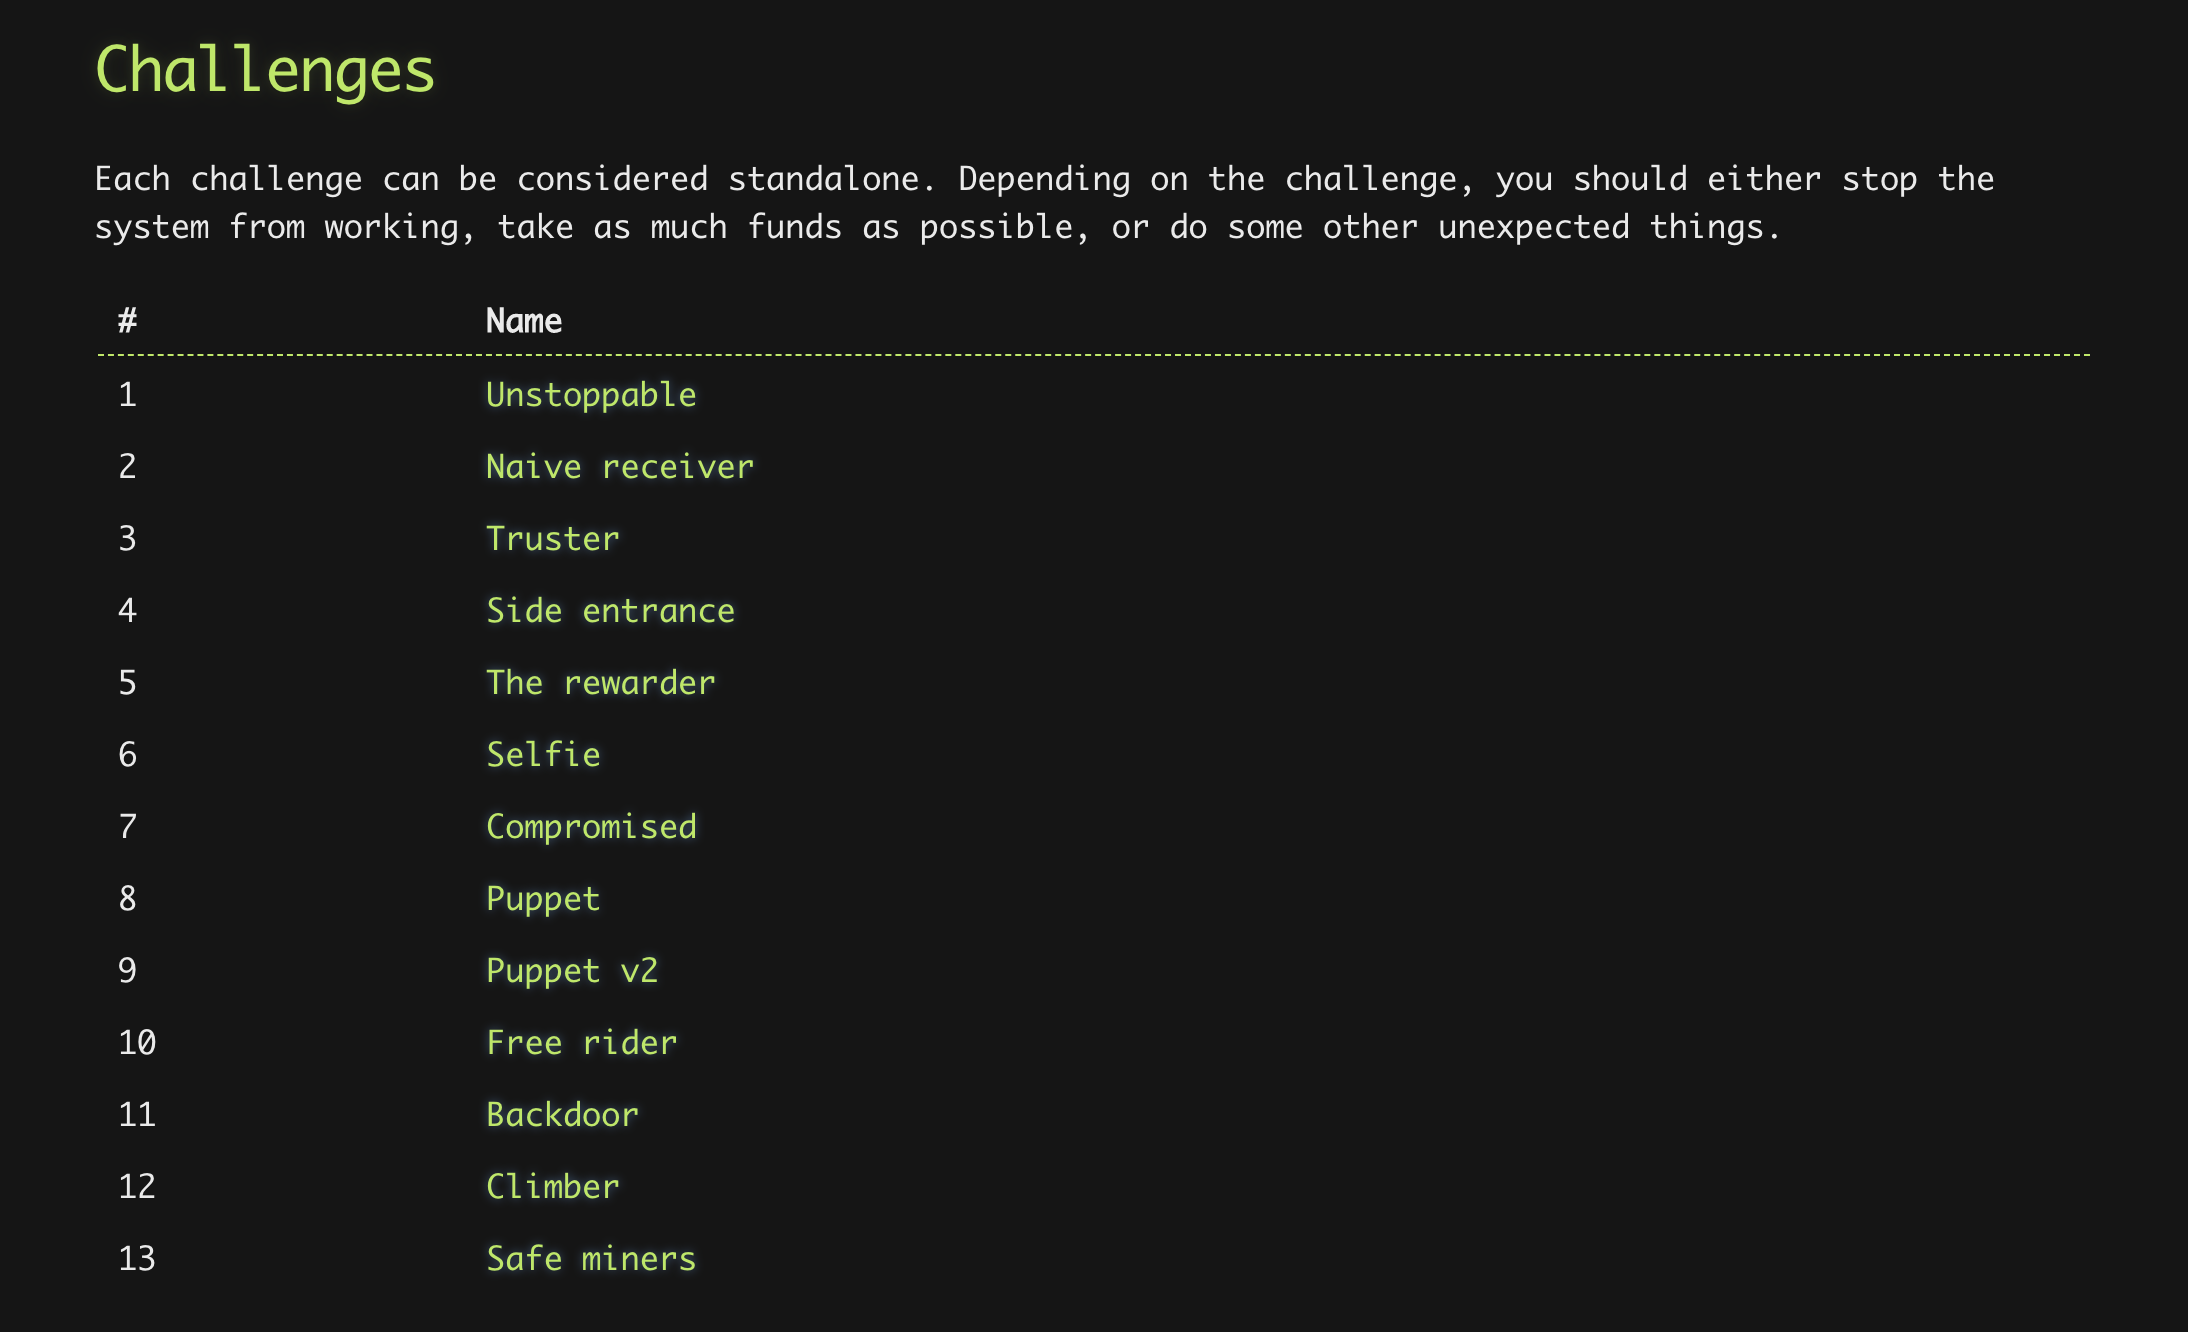 Challenges
Each challenge can be considered standalone. Depending on the challenge, you should either stop the
system from working, take as much funds as possible, or do some other unexpected things.
# Name
1 Unstoppable
2 Naive receiver
3 Truster
4 Side entrance
5 The rewarder
6 Selfie
7 Compromised
8 Puppet
9 Puppet v2
10 Free rider
11 Backdoor
12 Climber
13 Safe miners